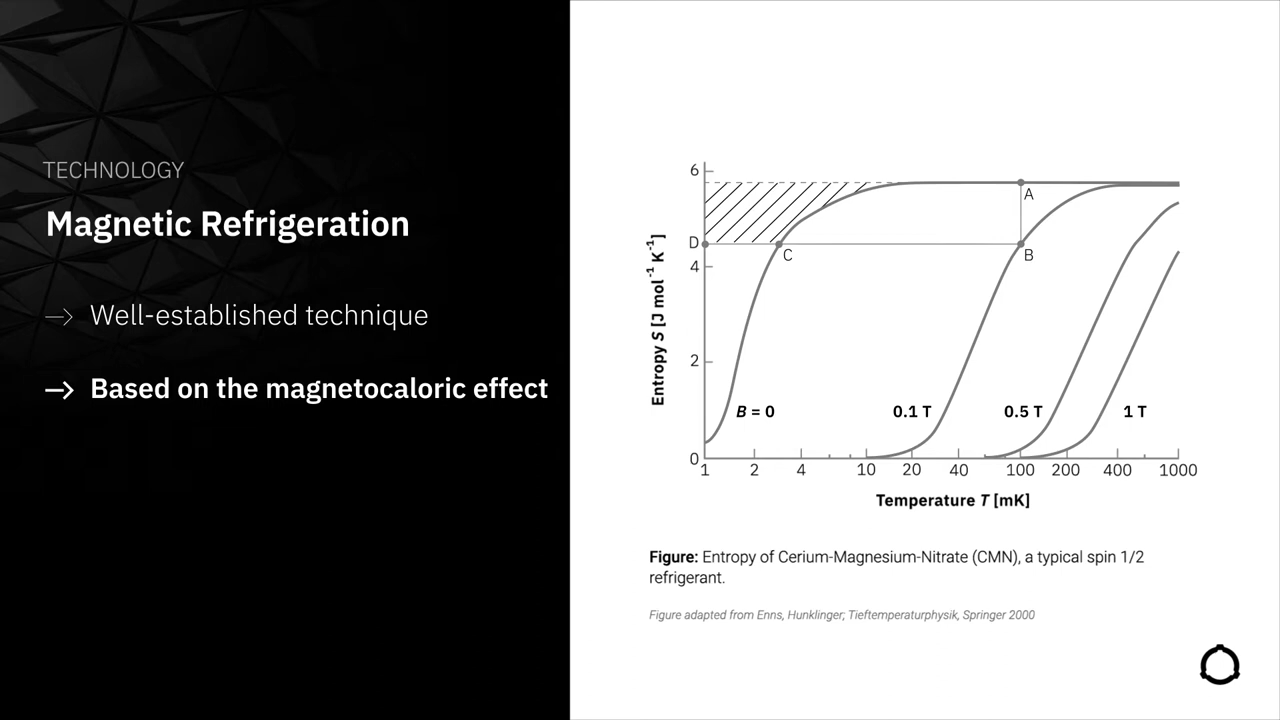 TECHNOLOGY
Magnetic Refrigeration
Well-established technique
Based on the magnetocaloric effect
6
A
D
C
B
4
Entropy S [J mol⁻¹ K⁻¹]
2
B = 0
0.1 T
0.5 T
1 T
0
1 2 4 10 20 40 100 200 400 1000
Temperature T [mK]
Figure: Entropy of Cerium-Magnesium-Nitrate (CMN), a typical spin 1/2
refrigerant.
Figure adapted from Enns, Hunklinger; Tieftemperaturphysik, Springer 2000